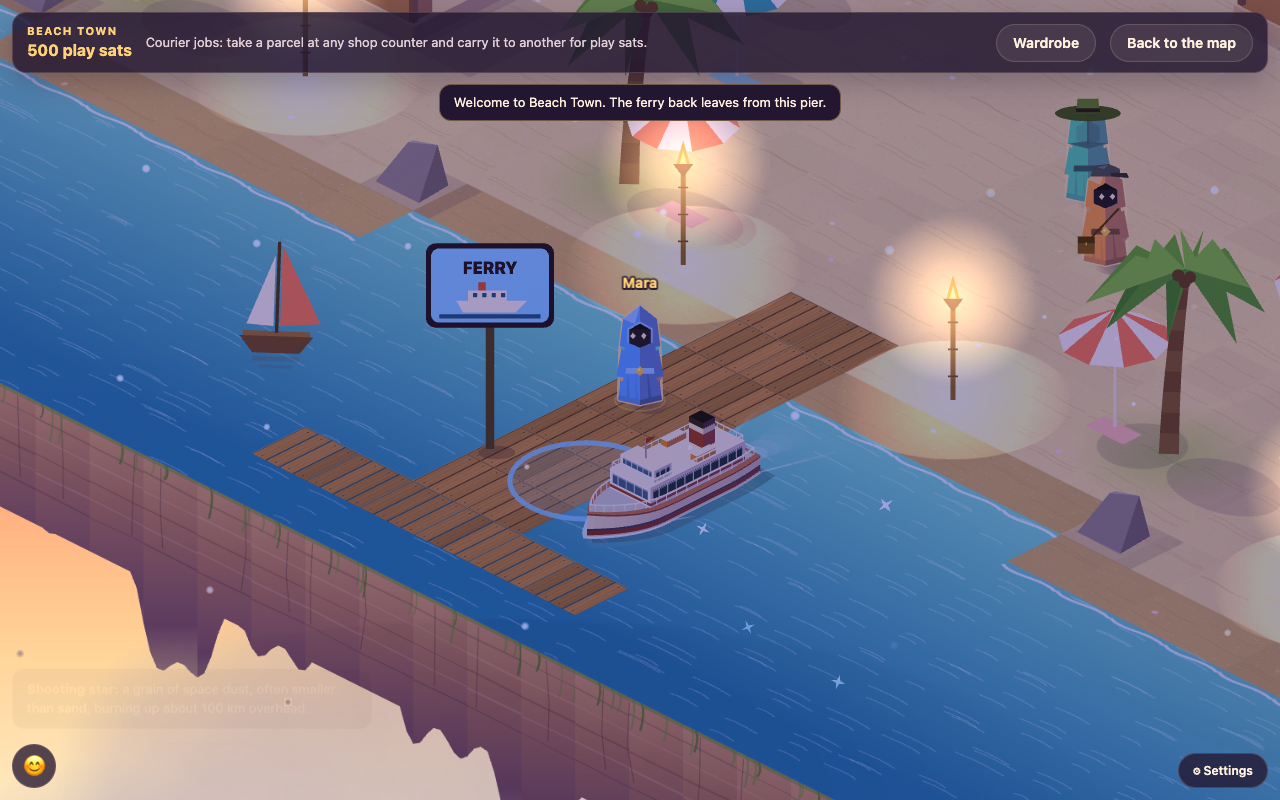 BEACH TOWN
500 play sats
Courier jobs: take a parcel at any shop counter and carry it to another for play sats.
Wardrobe
Back to the map
Welcome to Beach Town. The ferry back leaves from this pier.
FERRY
Mara
Shooting star: a grain of space dust, often smaller
than sand, burning up about 100 km overhead.
Settings